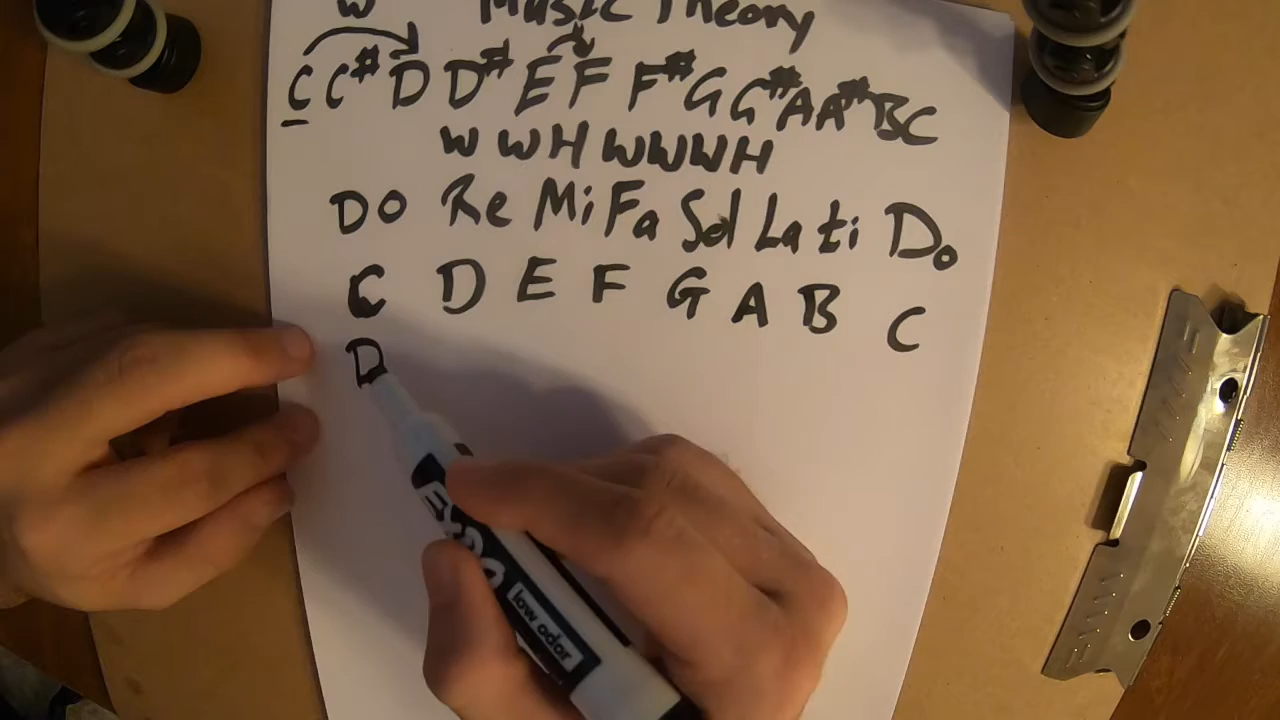 Music Theory
W
C C# D D# E F F# G G# A A# B C
W W H W W W H
DO Re Mi Fa Sol La ti Do
C D E F G A B C
D
EXPO
low odor